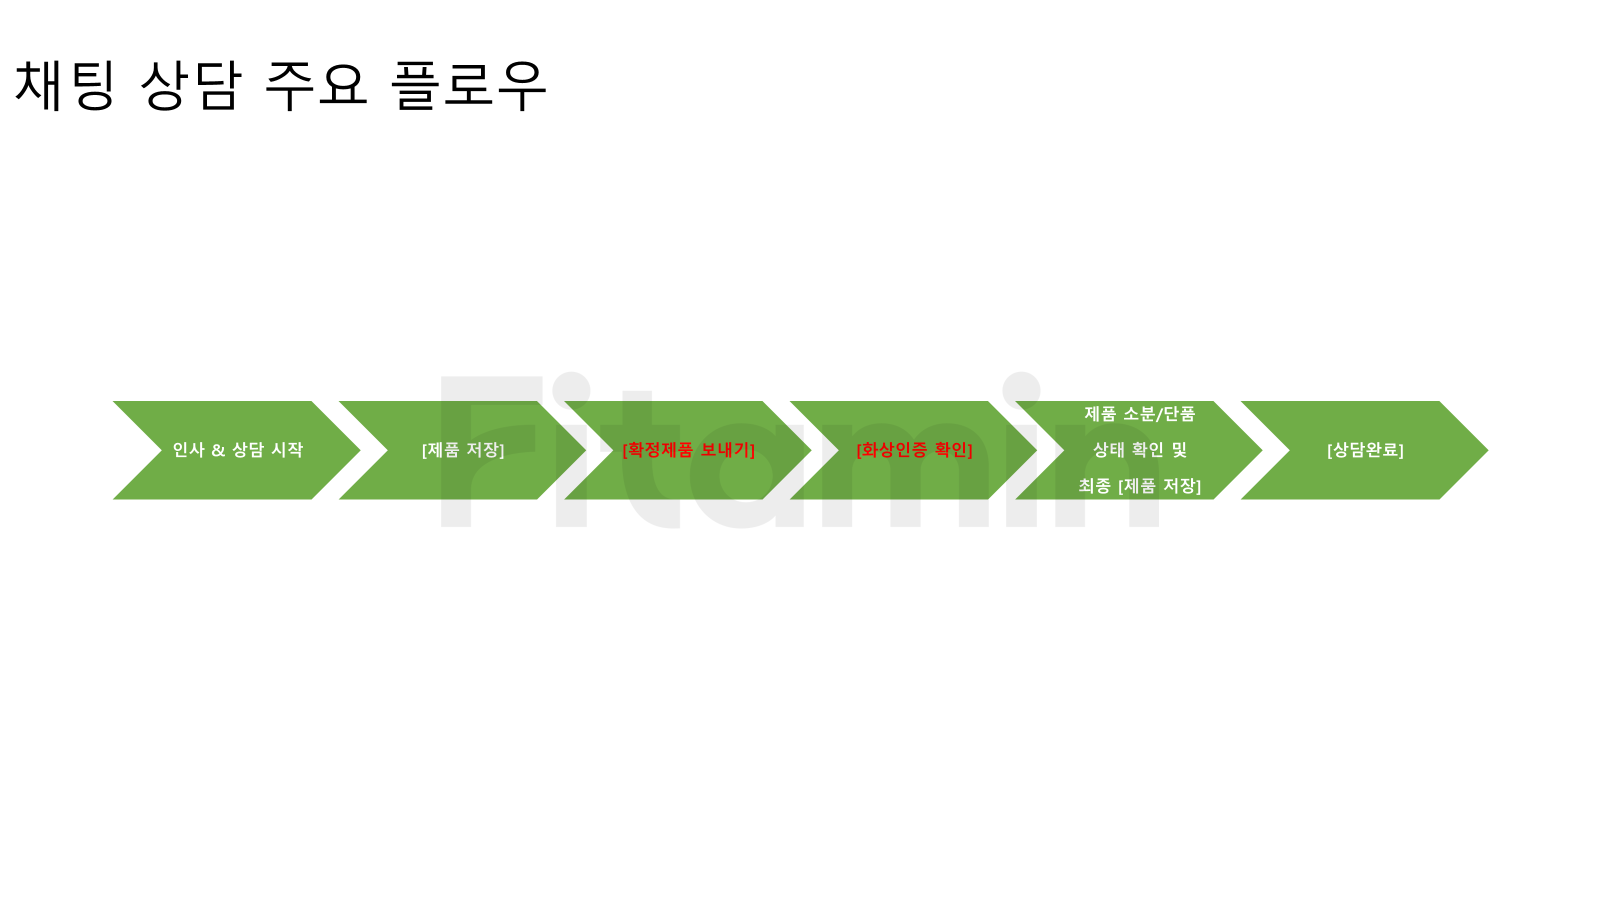 채팅 상담 주요 플로우
인사 & 상담 시작
[제품 저장]
[확정제품 보내기]
[화상인증 확인]
제품 소분/단품
상태 확인 및
최종 [제품 저장]
[상담완료]
Fitamin